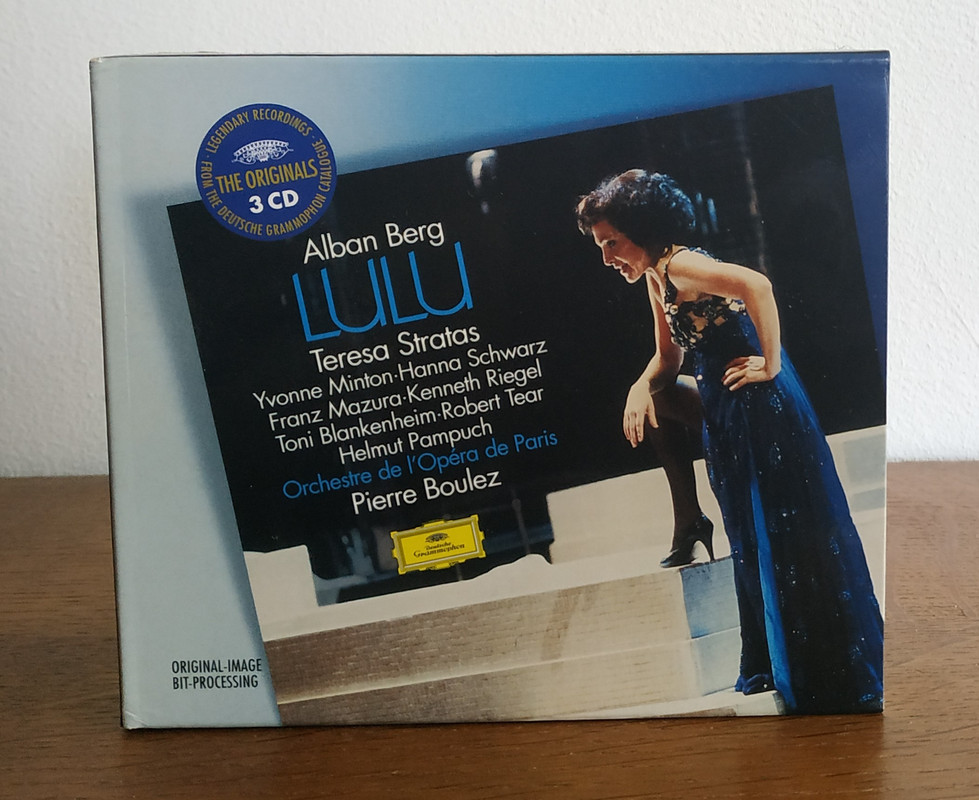 LEGENDARY RECORDINGS
FROM THE DEUTSCHE GRAMMOPHON CATALOGUE
THE ORIGINALS
3 CD
Alban Berg
LULU
Teresa Stratas
Yvonne Minton·Hanna Schwarz
Franz Mazura·Kenneth Riegel
Toni Blankenheim·Robert Tear
Helmut Pampuch
Orchestre de l'Opéra de Paris
Pierre Boulez
Deutsche
Grammophon
ORIGINAL-IMAGE
BIT-PROCESSING